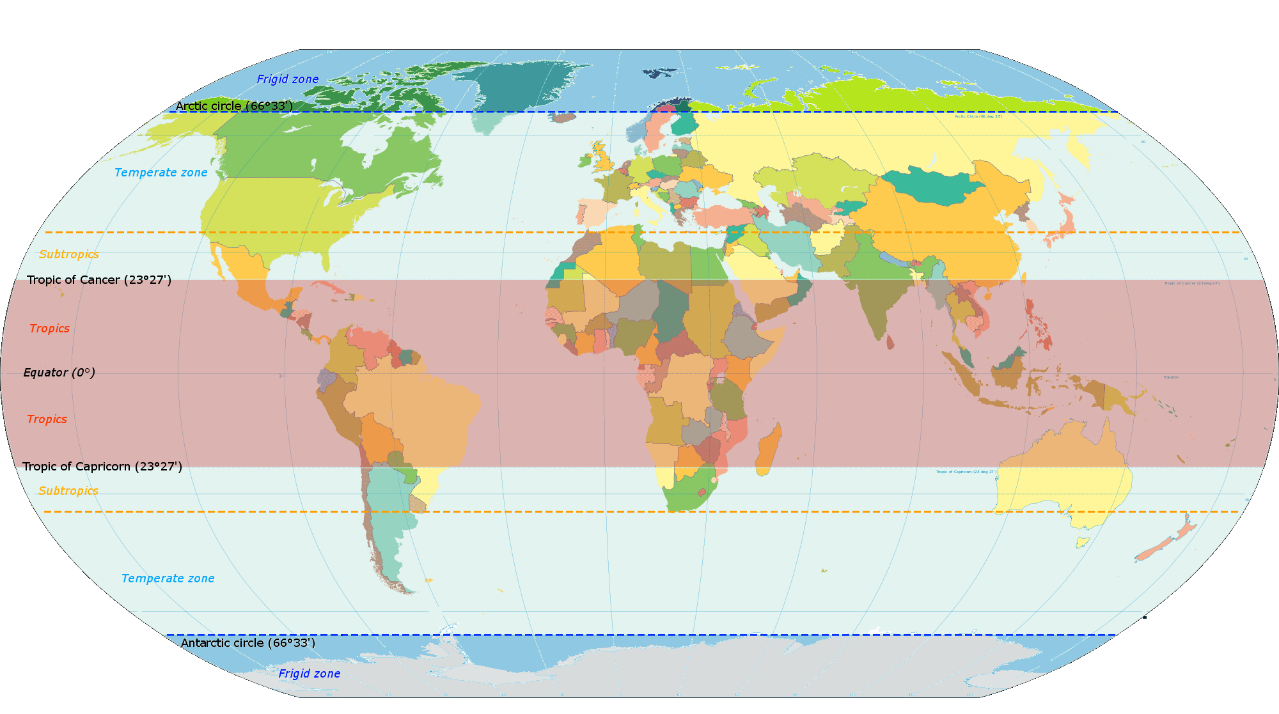 Frigid zone
Arctic circle (66°33')
Temperate zone
Subtropics
Tropic of Cancer (23°27')
Tropics
Equator (0°)
Tropics
Tropic of Capricorn (23°27')
Subtropics
Temperate zone
Antarctic circle (66°33')
Frigid zone